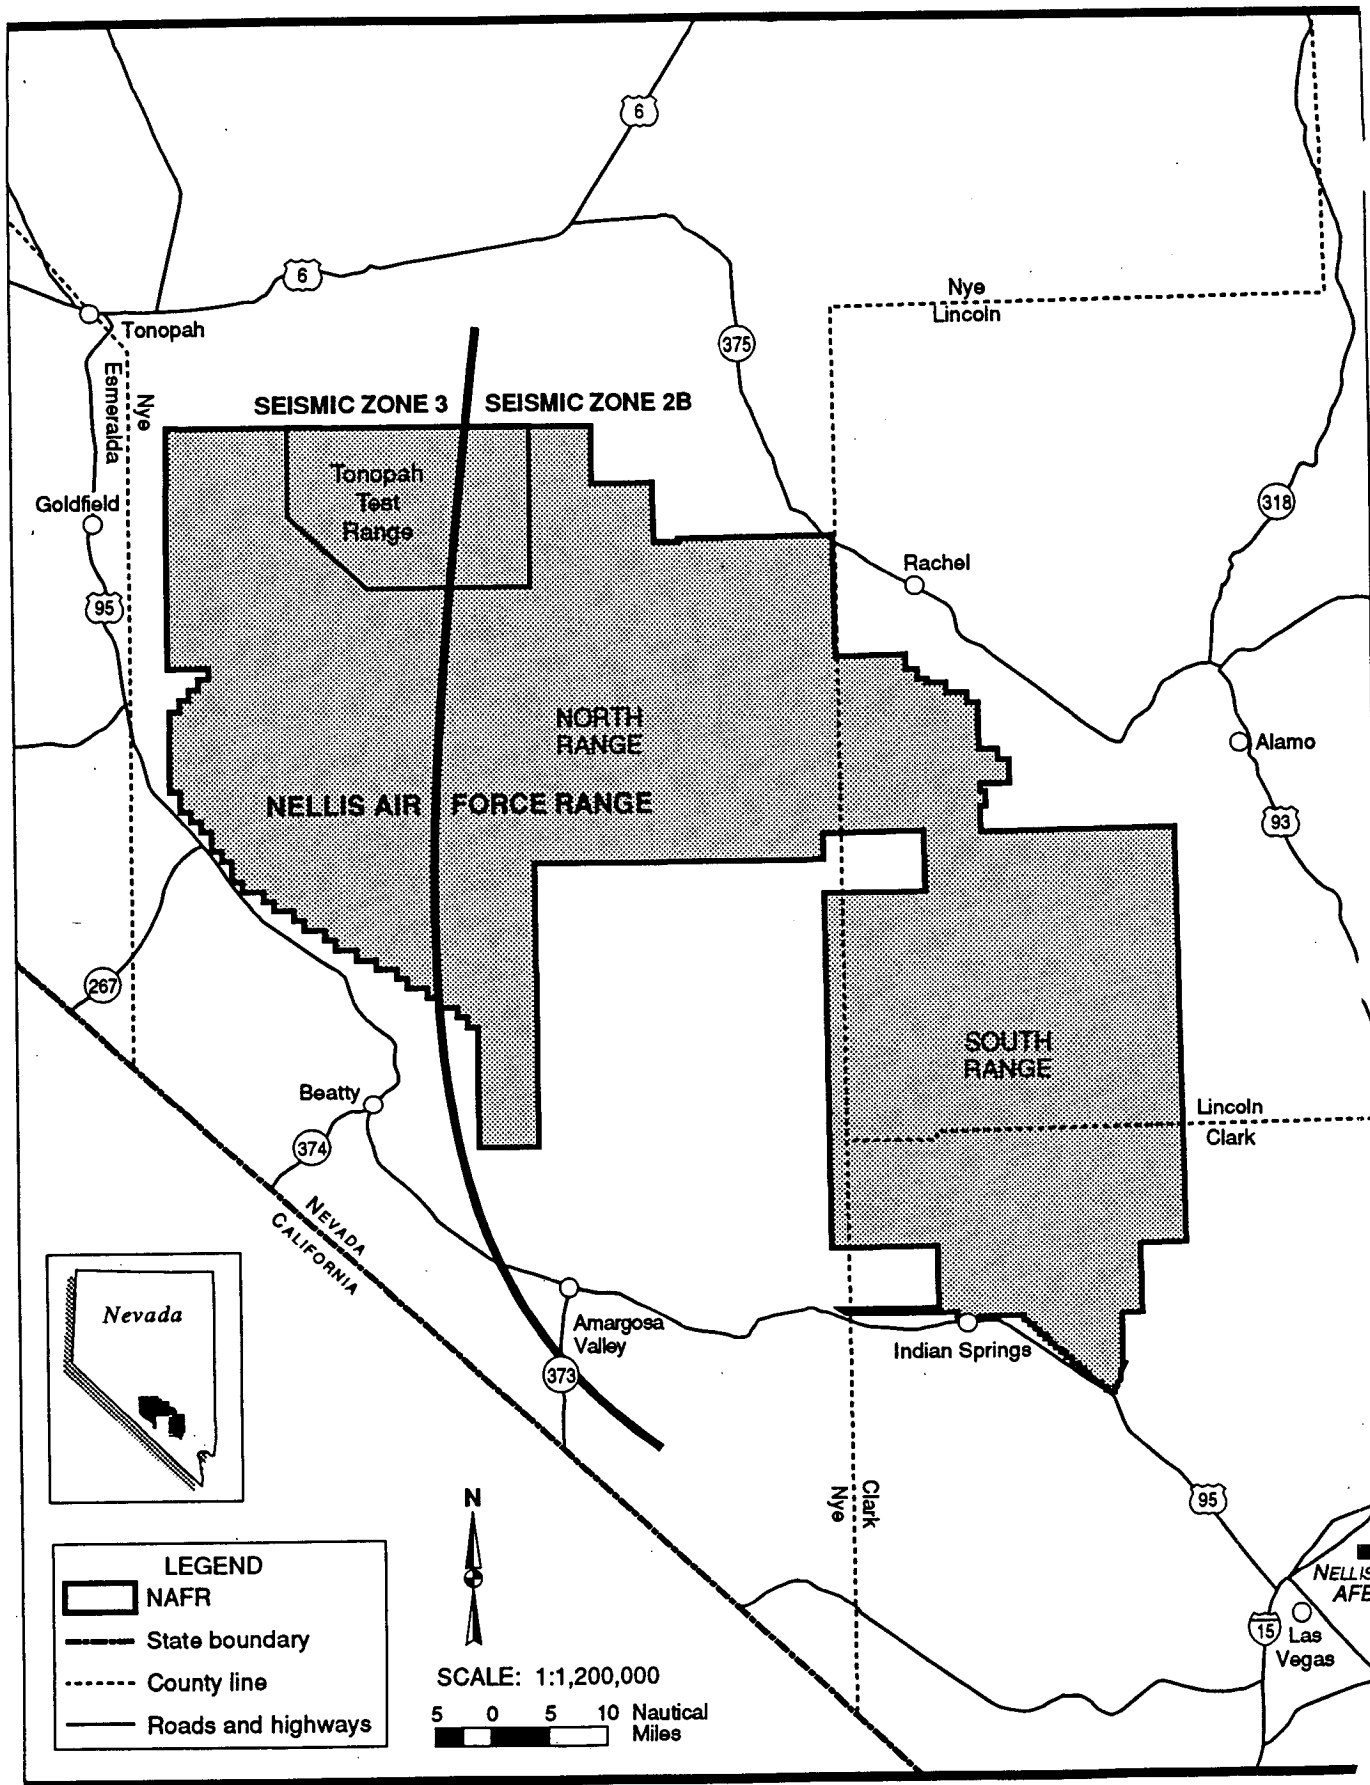 6
6
Nye
Lincoln
Tonopah
375
Esmeralda
Nye
SEISMIC ZONE 3
SEISMIC ZONE 2B
Tonopah
Test
Range
Goldfield
318
Rachel
95
NORTH
RANGE
Alamo
NELLIS AIR FORCE RANGE
93
267
SOUTH
RANGE
Beatty
Lincoln
Clark
374
NEVADA
CALIFORNIA
Nevada
Amargosa
Valley
Indian Springs
373
Clark
Nye
95
N
NELLIS
AFB
15
Las
Vegas
LEGEND
NAFR
State boundary
County line
Roads and highways
SCALE: 1:1,200,000
5 0 5 10 Nautical
Miles